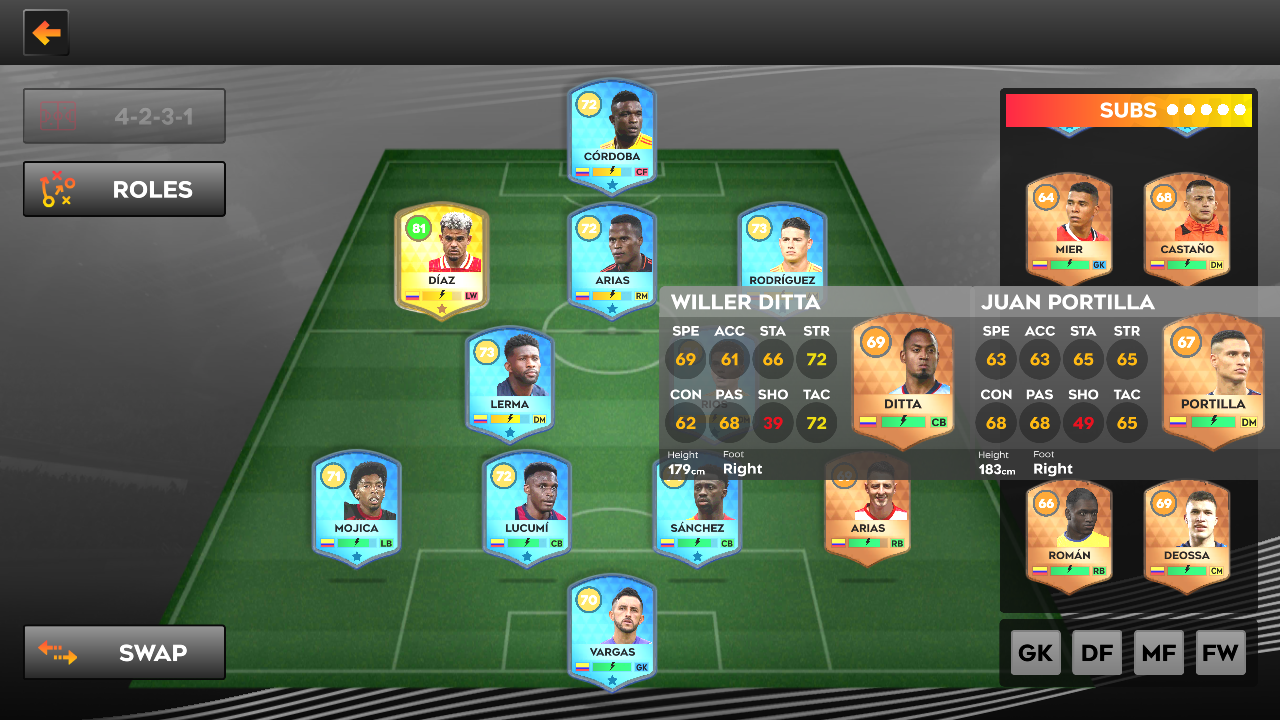 4-2-3-1
ROLES
SWAP
72
CÓRDOBA
CF
81
DÍAZ
LW
72
ARIAS
RM
73
RODRÍGUEZ
73
LERMA
DM
RÍOS
DM
71
MOJICA
LB
72
LUCUMÍ
CB
SÁNCHEZ
CB
68
ARIAS
RB
70
VARGAS
GK
SUBS
64
MIER
GK
68
CASTAÑO
DM
WILLER DITTA
SPE ACC STA STR
69 61 66 72
CON PAS SHO TAC
62 68 39 72
Height Foot
179cm Right
69
DITTA
CB
JUAN PORTILLA
SPE ACC STA STR
63 63 65 65
CON PAS SHO TAC
68 68 49 65
Height Foot
183cm Right
67
PORTILLA
DM
66
ROMÁN
RB
69
DEOSSA
CM
GK DF MF FW